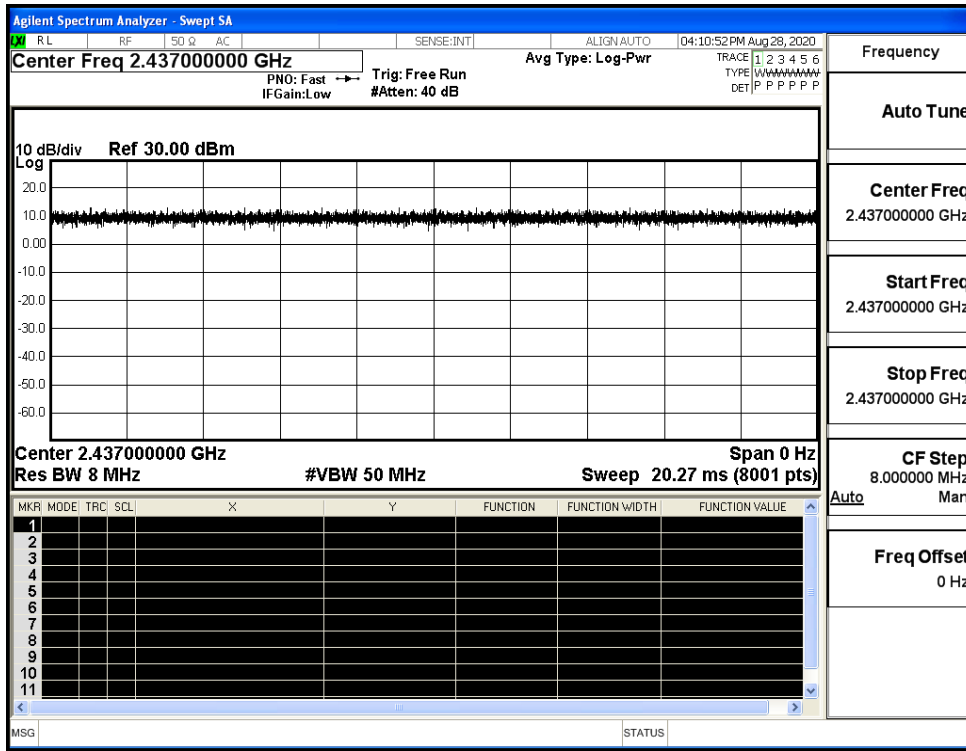 Agilent Spectrum Analyzer - Swept SA
LXI RL RF 50 Ω AC SENSE:INT ALIGN AUTO 04:10:52 PM Aug 28, 2020
Center Freq 2.437000000 GHz
Avg Type: Log-Pwr
TRACE 1 2 3 4 5 6
TYPE
DET P P P P P P
PNO: Fast Trig: Free Run
IFGain:Low #Atten: 40 dB
10 dB/div Ref 30.00 dBm
Log
20.0
10.0
0.00
-10.0
-20.0
-30.0
-40.0
-50.0
-60.0
Center 2.437000000 GHz Span 0 Hz
Res BW 8 MHz #VBW 50 MHz Sweep 20.27 ms (8001 pts)
MKR MODE TRC SCL X Y FUNCTION FUNCTION WIDTH FUNCTION VALUE
1
2
3
4
5
6
7
8
9
10
11
MSG STATUS
Frequency
Auto Tune
Center Freq
2.437000000 GHz
Start Freq
2.437000000 GHz
Stop Freq
2.437000000 GHz
CF Step
8.000000 MHz
Auto Man
Freq Offset
0 Hz